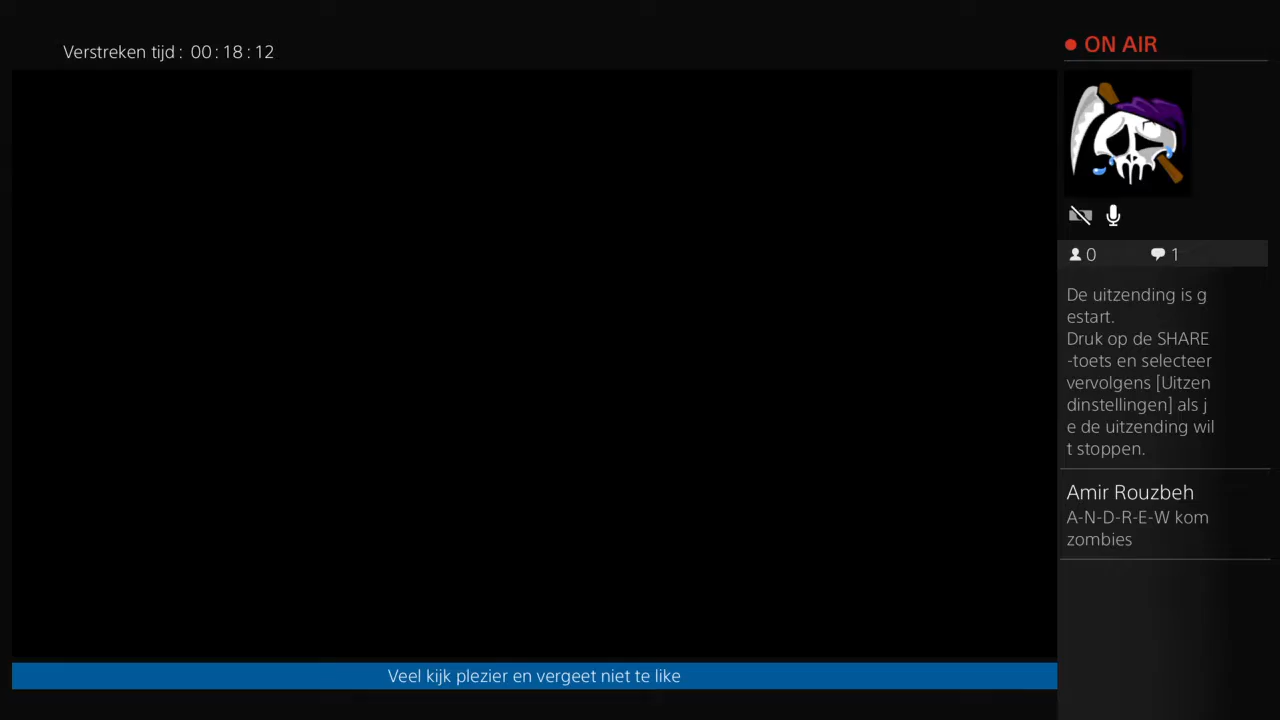 Verstreken tijd : 00 : 18 : 12
ON AIR
0 1
De uitzending is g
estart.
Druk op de SHARE
-toets en selecteer
vervolgens [Uitzen
dinstellingen] als j
e de uitzending wil
t stoppen.
Amir Rouzbeh
A-N-D-R-E-W kom
zombies
Veel kijk plezier en vergeet niet te like